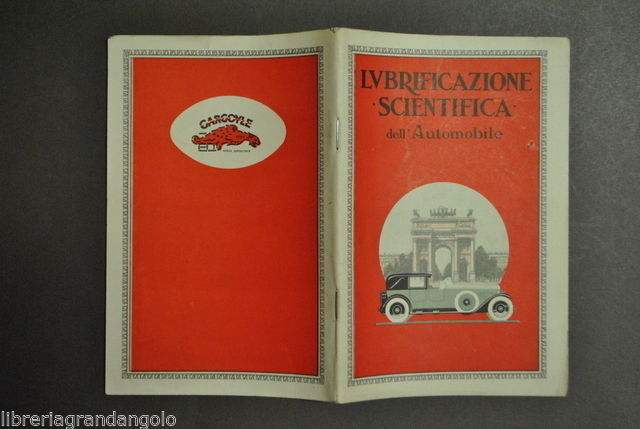 GARGOYLE
LVBRIFICAZIONE
·SCIENTIFICA·
dell'Automobile
libreriagrandangolo